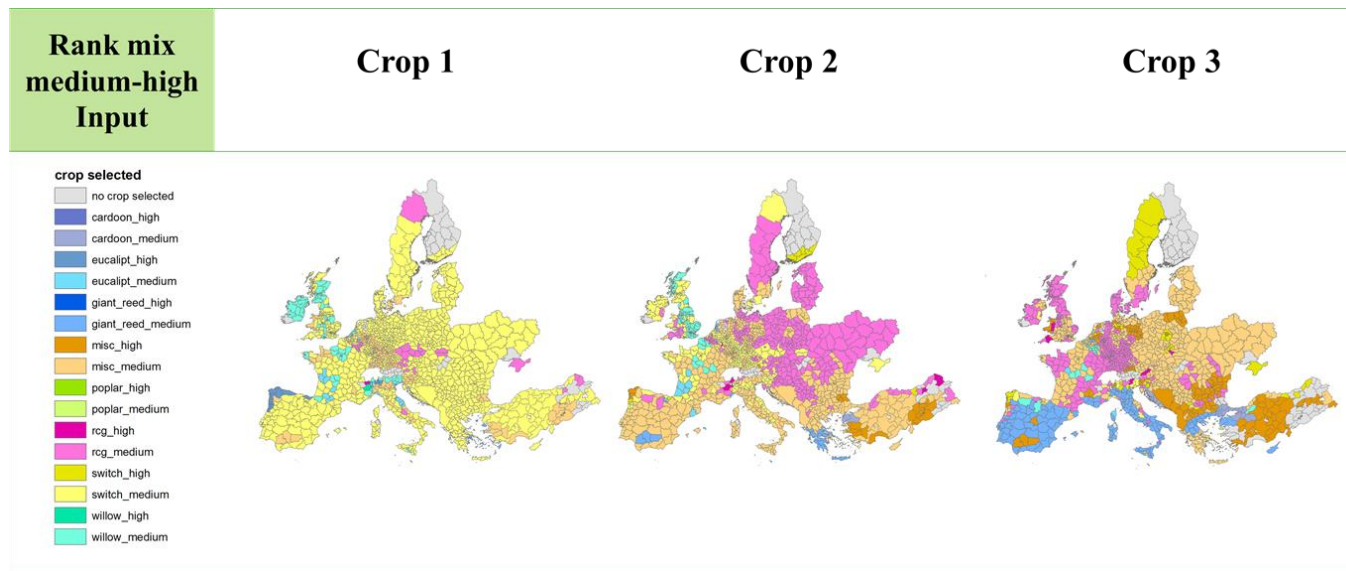 Rank mix
medium-high
Input
Crop 1
Crop 2
Crop 3
crop selected
no crop selected
cardoon_high
cardoon_medium
eucalipt_high
eucalipt_medium
giant_reed_high
giant_reed_medium
misc_high
misc_medium
poplar_high
poplar_medium
rcg_high
rcg_medium
switch_high
switch_medium
willow_high
willow_medium